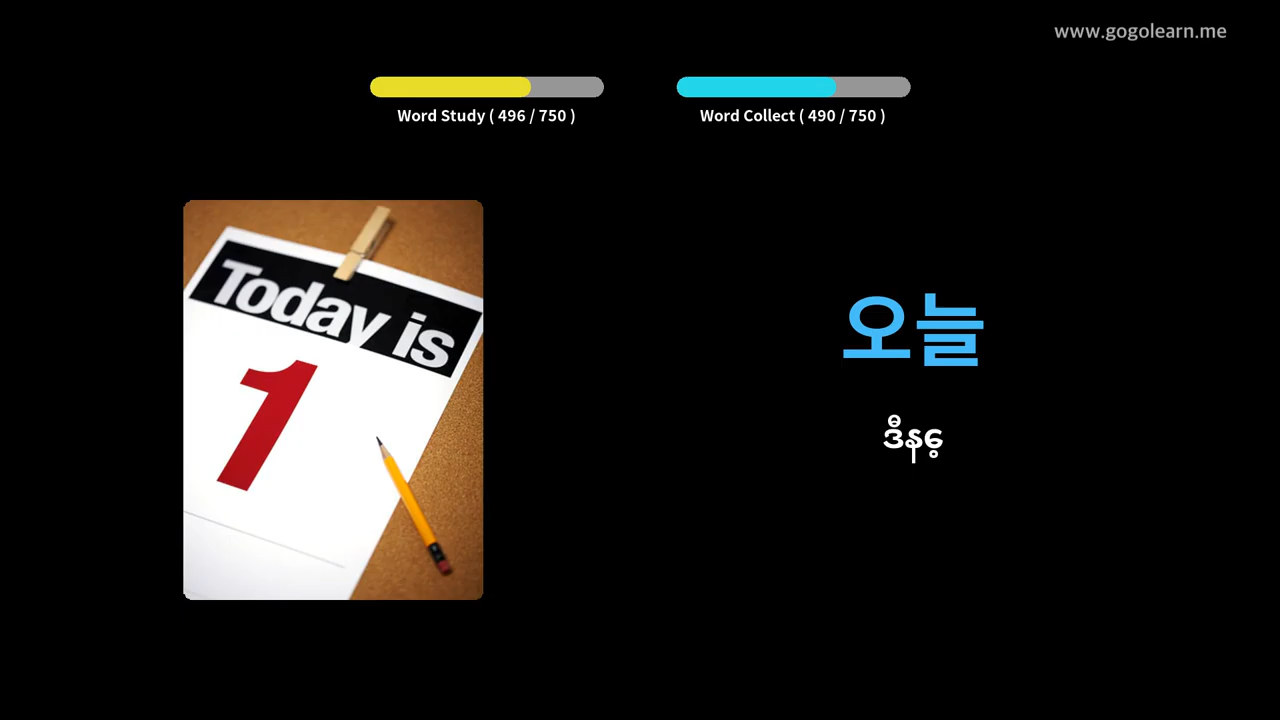 www.gogolearn.me
Word Study ( 496 / 750 )
Word Collect ( 490 / 750 )
Today is
1
오늘
ဒီနေ့